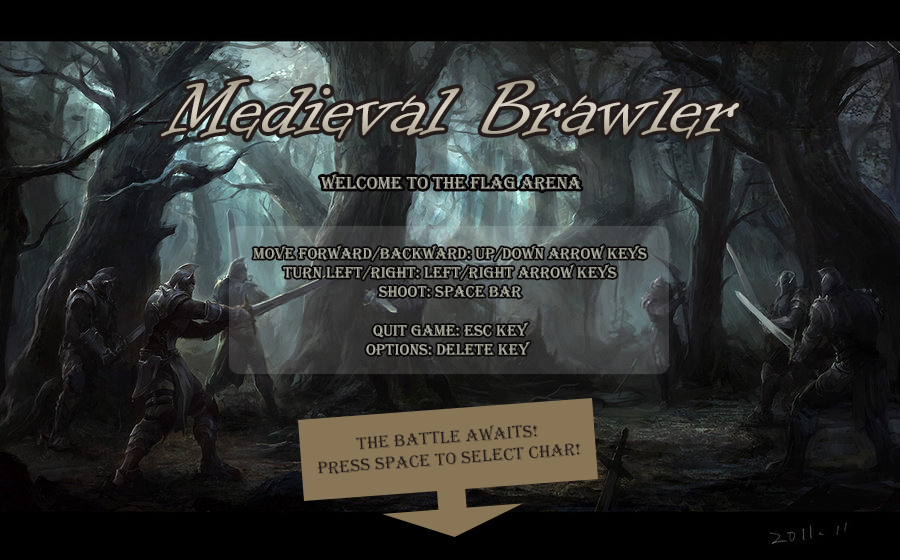 Medieval Brawler
WELCOME TO THE FLAG ARENA
MOVE FORWARD/BACKWARD: UP/DOWN ARROW KEYS
TURN LEFT/RIGHT: LEFT/RIGHT ARROW KEYS
SHOOT: SPACE BAR
QUIT GAME: ESC KEY
OPTIONS: DELETE KEY
THE BATTLE AWAITS!
PRESS SPACE TO SELECT CHAR!
2011.11